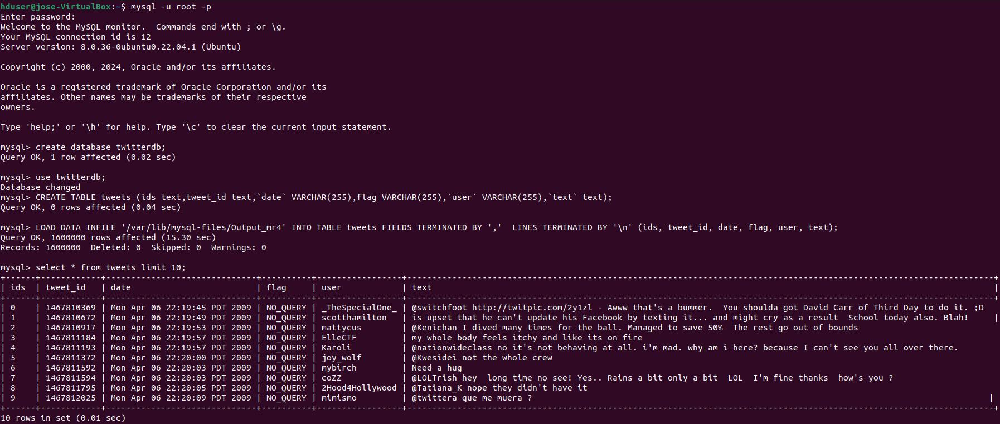 hduser@jose-VirtualBox:~$ mysql -u root -p
Enter password:
Welcome to the MySQL monitor.  Commands end with ; or \g.
Your MySQL connection id is 12
Server version: 8.0.36-0ubuntu0.22.04.1 (Ubuntu)

Copyright (c) 2000, 2024, Oracle and/or its affiliates.

Oracle is a registered trademark of Oracle Corporation and/or its
affiliates. Other names may be trademarks of their respective
owners.

Type 'help;' or '\h' for help. Type '\c' to clear the current input statement.

mysql> create database twitterdb;
Query OK, 1 row affected (0.02 sec)

mysql> use twitterdb;
Database changed
mysql> CREATE TABLE tweets (ids text,tweet_id text,`date` VARCHAR(255),flag VARCHAR(255),`user` VARCHAR(255),`text` text);
Query OK, 0 rows affected (0.04 sec)

mysql> LOAD DATA INFILE '/var/lib/mysql-files/Output_mr4' INTO TABLE tweets FIELDS TERMINATED BY ','  LINES TERMINATED BY '\n' (ids, tweet_id, date, flag, user, text);
Query OK, 1600000 rows affected (15.30 sec)
Records: 1600000  Deleted: 0  Skipped: 0  Warnings: 0

mysql> select * from tweets limit 10;
| ids  | tweet_id   | date                         | flag     | user            | text |
| 0    | 1467810369 | Mon Apr 06 22:19:45 PDT 2009 | NO_QUERY | _TheSpecialOne_ | @switchfoot http://twitpic.com/2y1zl - Awww that's a bummer.  You shoulda got David Carr of Third Day to do it. ;D
| 1    | 1467810672 | Mon Apr 06 22:19:49 PDT 2009 | NO_QUERY | scotthamilton   | is upset that he can't update his Facebook by texting it... and might cry as a result  School today also. Blah!     |
| 2    | 1467810917 | Mon Apr 06 22:19:53 PDT 2009 | NO_QUERY | mattycus        | @Kenichan I dived many times for the ball. Managed to save 50%  The rest go out of bounds
| 3    | 1467811184 | Mon Apr 06 22:19:57 PDT 2009 | NO_QUERY | ElleCTF         | my whole body feels itchy and like its on fire
| 4    | 1467811193 | Mon Apr 06 22:19:57 PDT 2009 | NO_QUERY | Karoli          | @nationwideclass no it's not behaving at all. i'm mad. why am i here? because I can't see you all over there.
| 5    | 1467811372 | Mon Apr 06 22:20:00 PDT 2009 | NO_QUERY | joy_wolf        | @Kwesidei not the whole crew
| 6    | 1467811592 | Mon Apr 06 22:20:03 PDT 2009 | NO_QUERY | mybirch         | Need a hug
| 7    | 1467811594 | Mon Apr 06 22:20:03 PDT 2009 | NO_QUERY | coZZ            | @LOLTrish hey  long time no see! Yes.. Rains a bit only a bit  LOL  I'm fine thanks  how's you ?
| 8    | 1467811795 | Mon Apr 06 22:20:05 PDT 2009 | NO_QUERY | 2Hood4Hollywood | @Tatiana_K nope they didn't have it
| 9    | 1467812025 | Mon Apr 06 22:20:09 PDT 2009 | NO_QUERY | mimismo         | @twittera que me muera ? |
10 rows in set (0.01 sec)